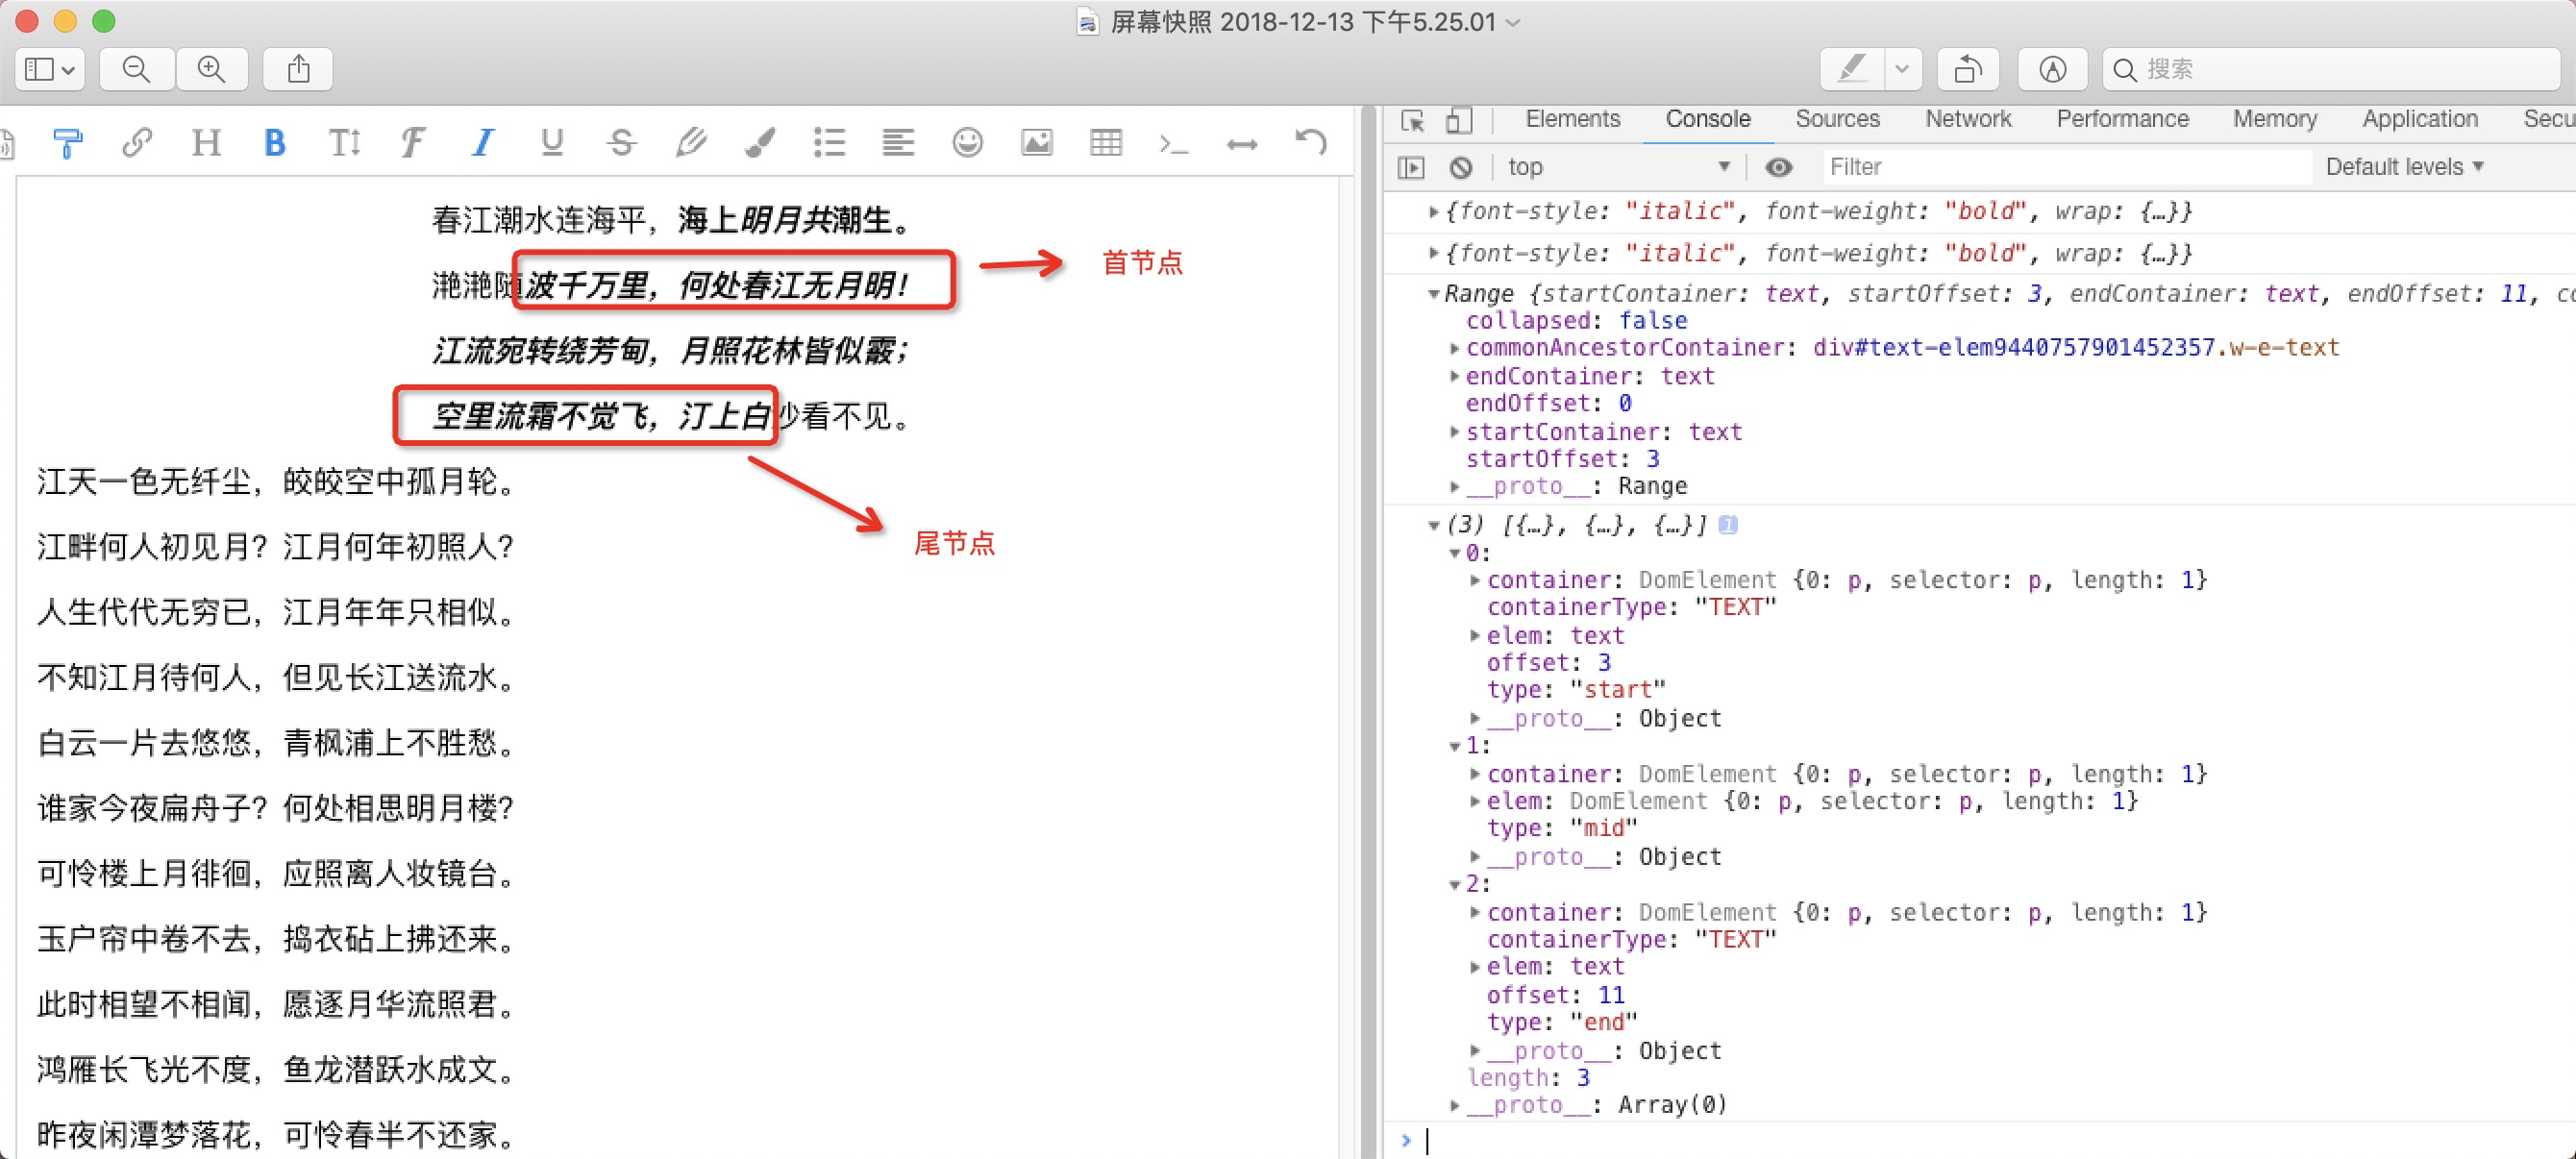 屏幕快照 2018-12-13 下午5.25.01
搜索
春江潮水连海平，海上明月共潮生。
滟滟随波千万里，何处春江无月明！
首节点
江流宛转绕芳甸，月照花林皆似霰；
空里流霜不觉飞，汀上白沙看不见。
尾节点
江天一色无纤尘，皎皎空中孤月轮。
江畔何人初见月？江月何年初照人？
人生代代无穷已，江月年年只相似。
不知江月待何人，但见长江送流水。
白云一片去悠悠，青枫浦上不胜愁。
谁家今夜扁舟子？何处相思明月楼？
可怜楼上月徘徊，应照离人妆镜台。
玉户帘中卷不去，捣衣砧上拂还来。
此时相望不相闻，愿逐月华流照君。
鸿雁长飞光不度，鱼龙潜跃水成文。
昨夜闲潭梦落花，可怜春半不还家。
Elements Console Sources Network Performance Memory Application Secu
top Filter Default levels
{font-style: "italic", font-weight: "bold", wrap: {…}}
{font-style: "italic", font-weight: "bold", wrap: {…}}
Range {startContainer: text, startOffset: 3, endContainer: text, endOffset: 11, co
collapsed: false
commonAncestorContainer: div#text-elem9440757901452357.w-e-text
endContainer: text
endOffset: 0
startContainer: text
startOffset: 3
__proto__: Range
(3) [{…}, {…}, {…}]
0:
container: DomElement {0: p, selector: p, length: 1}
containerType: "TEXT"
elem: text
offset: 3
type: "start"
__proto__: Object
1:
container: DomElement {0: p, selector: p, length: 1}
elem: DomElement {0: p, selector: p, length: 1}
type: "mid"
__proto__: Object
2:
container: DomElement {0: p, selector: p, length: 1}
containerType: "TEXT"
elem: text
offset: 11
type: "end"
__proto__: Object
length: 3
__proto__: Array(0)